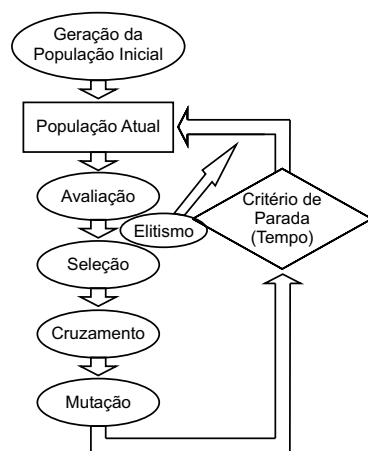 Geração da
População Inicial
População Atual
Avaliação
Elitismo
Seleção
Cruzamento
Mutação
Critério de
Parada
(Tempo)